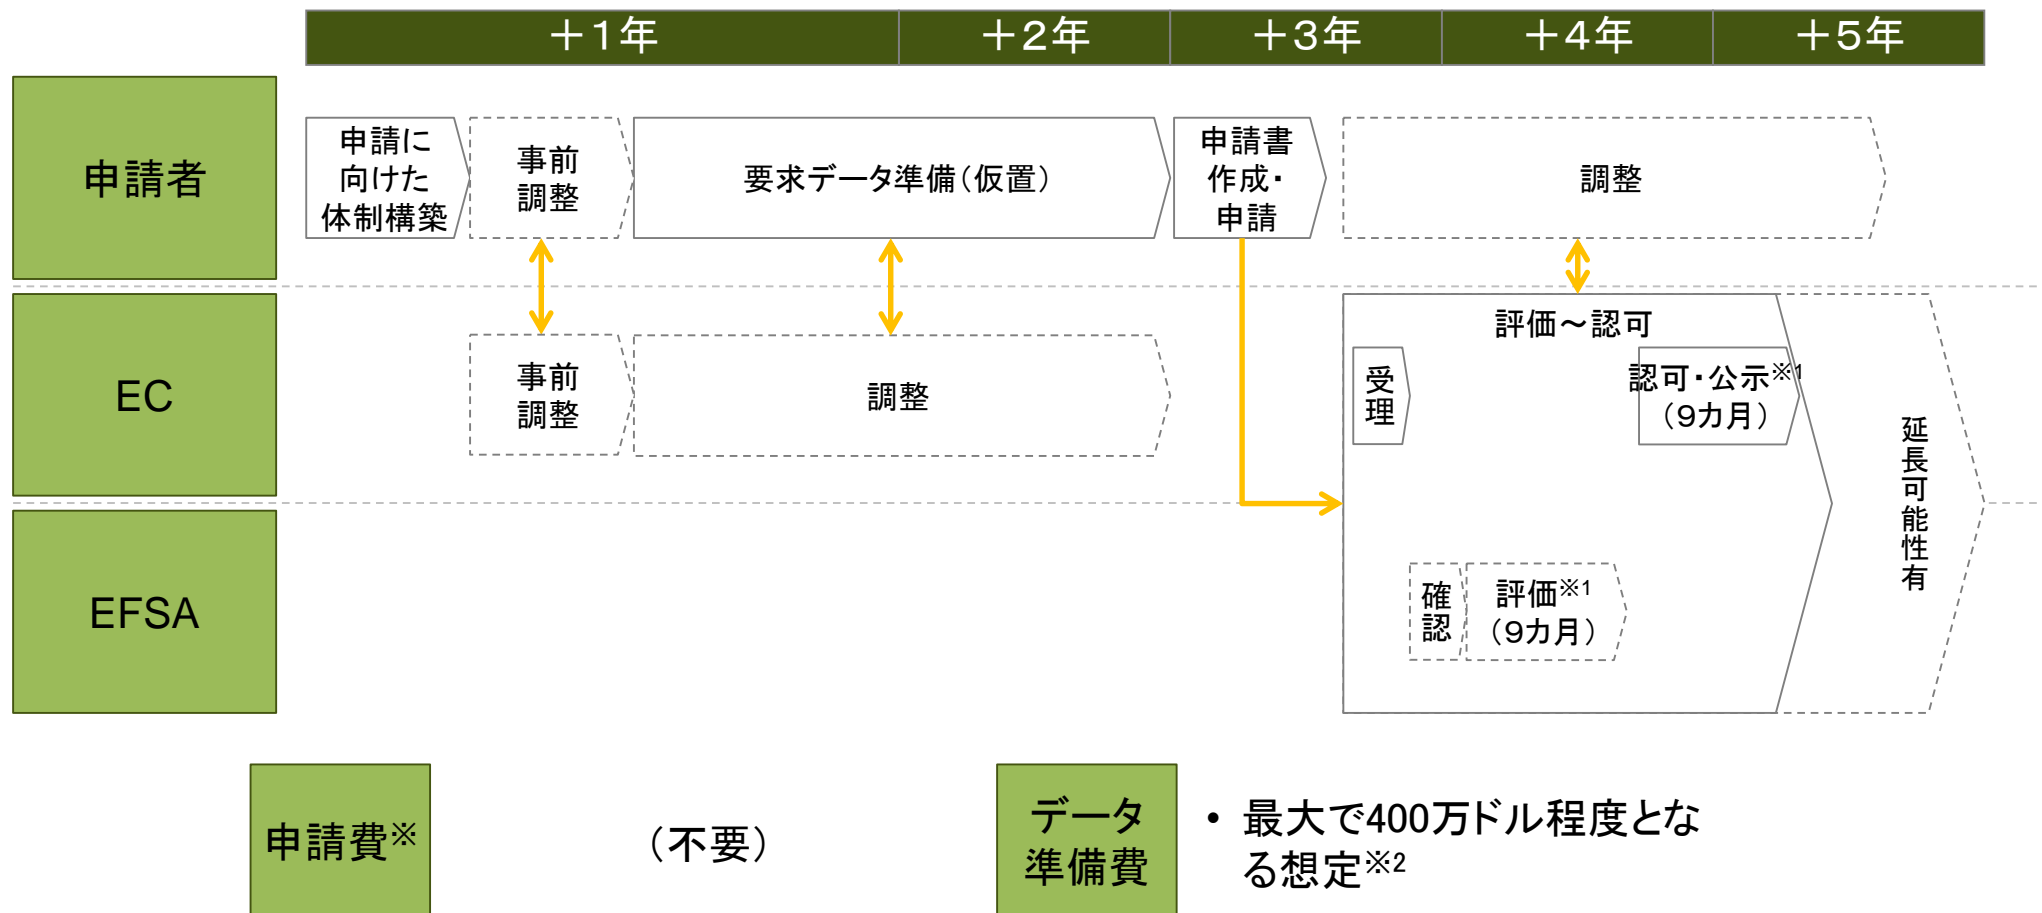 ＋１年
＋２年
＋３年
＋４年
＋５年
申請者
申請に
向けた
体制構築
事前
調整
要求データ準備（仮置）
申請書
作成・
申請
調整
EC
事前
調整
調整
評価～認可
受
理
認可・公示※1
（９カ月）
延
長
可
能
性
有
EFSA
確
認
評価※1
（９カ月）
申請費※
（不要）
データ
準備費
• 最大で400万ドル程度とな
る想定※2